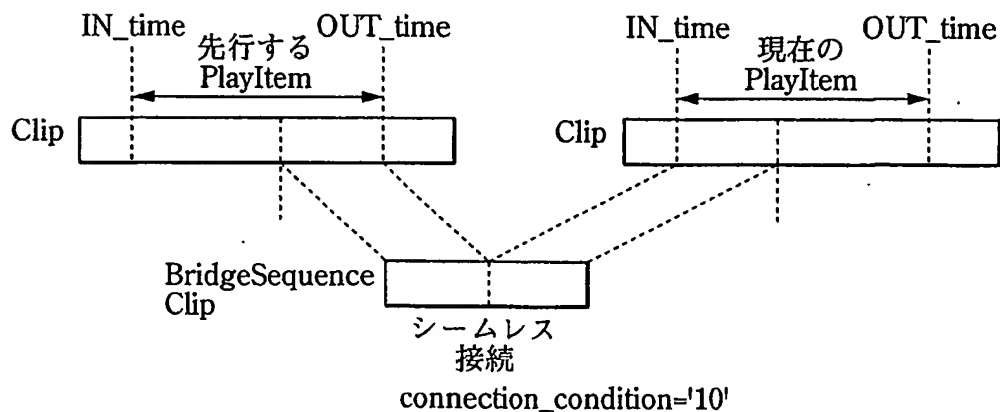 IN_time
OUT_time
先行する
PlayItem
Clip
IN_time
OUT_time
現在の
PlayItem
Clip
BridgeSequence
Clip
シームレス
接続
connection_condition='10'